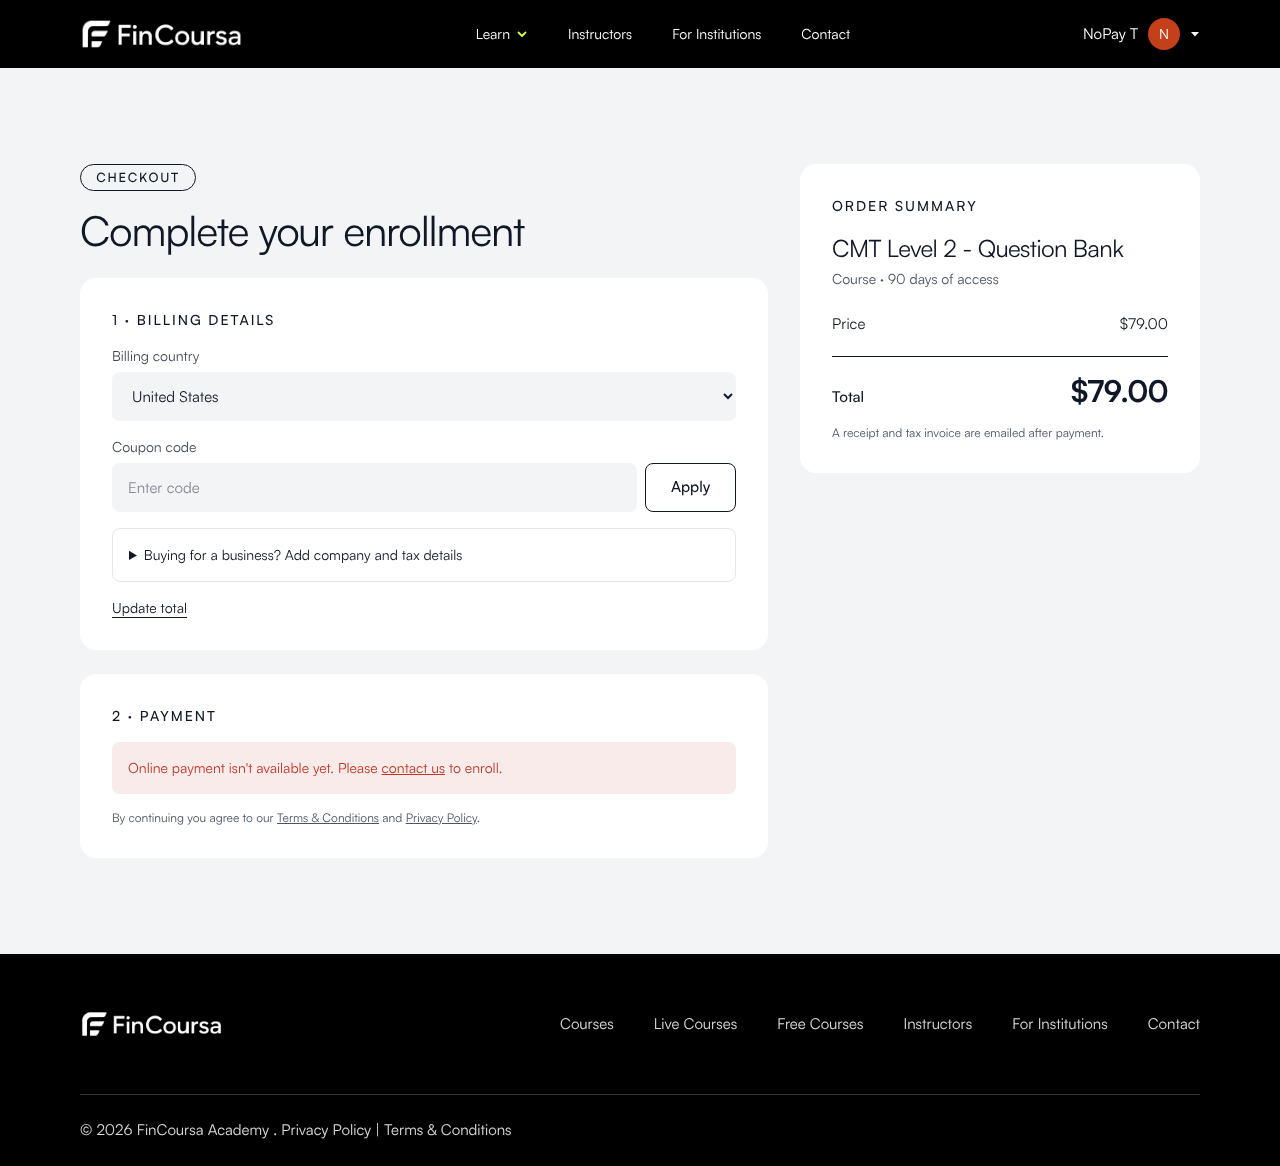 FinCoursa
Learn
Instructors
For Institutions
Contact
NoPay T
N
CHECKOUT
Complete your enrollment
1 · BILLING DETAILS
Billing country
United States
Coupon code
Enter code
Apply
Buying for a business? Add company and tax details
Update total
2 · PAYMENT
Online payment isn't available yet. Please contact us to enroll.
By continuing you agree to our Terms & Conditions and Privacy Policy.
ORDER SUMMARY
CMT Level 2 - Question Bank
Course · 90 days of access
Price $79.00
Total $79.00
A receipt and tax invoice are emailed after payment.
FinCoursa
Courses
Live Courses
Free Courses
Instructors
For Institutions
Contact
© 2026 FinCoursa Academy . Privacy Policy | Terms & Conditions